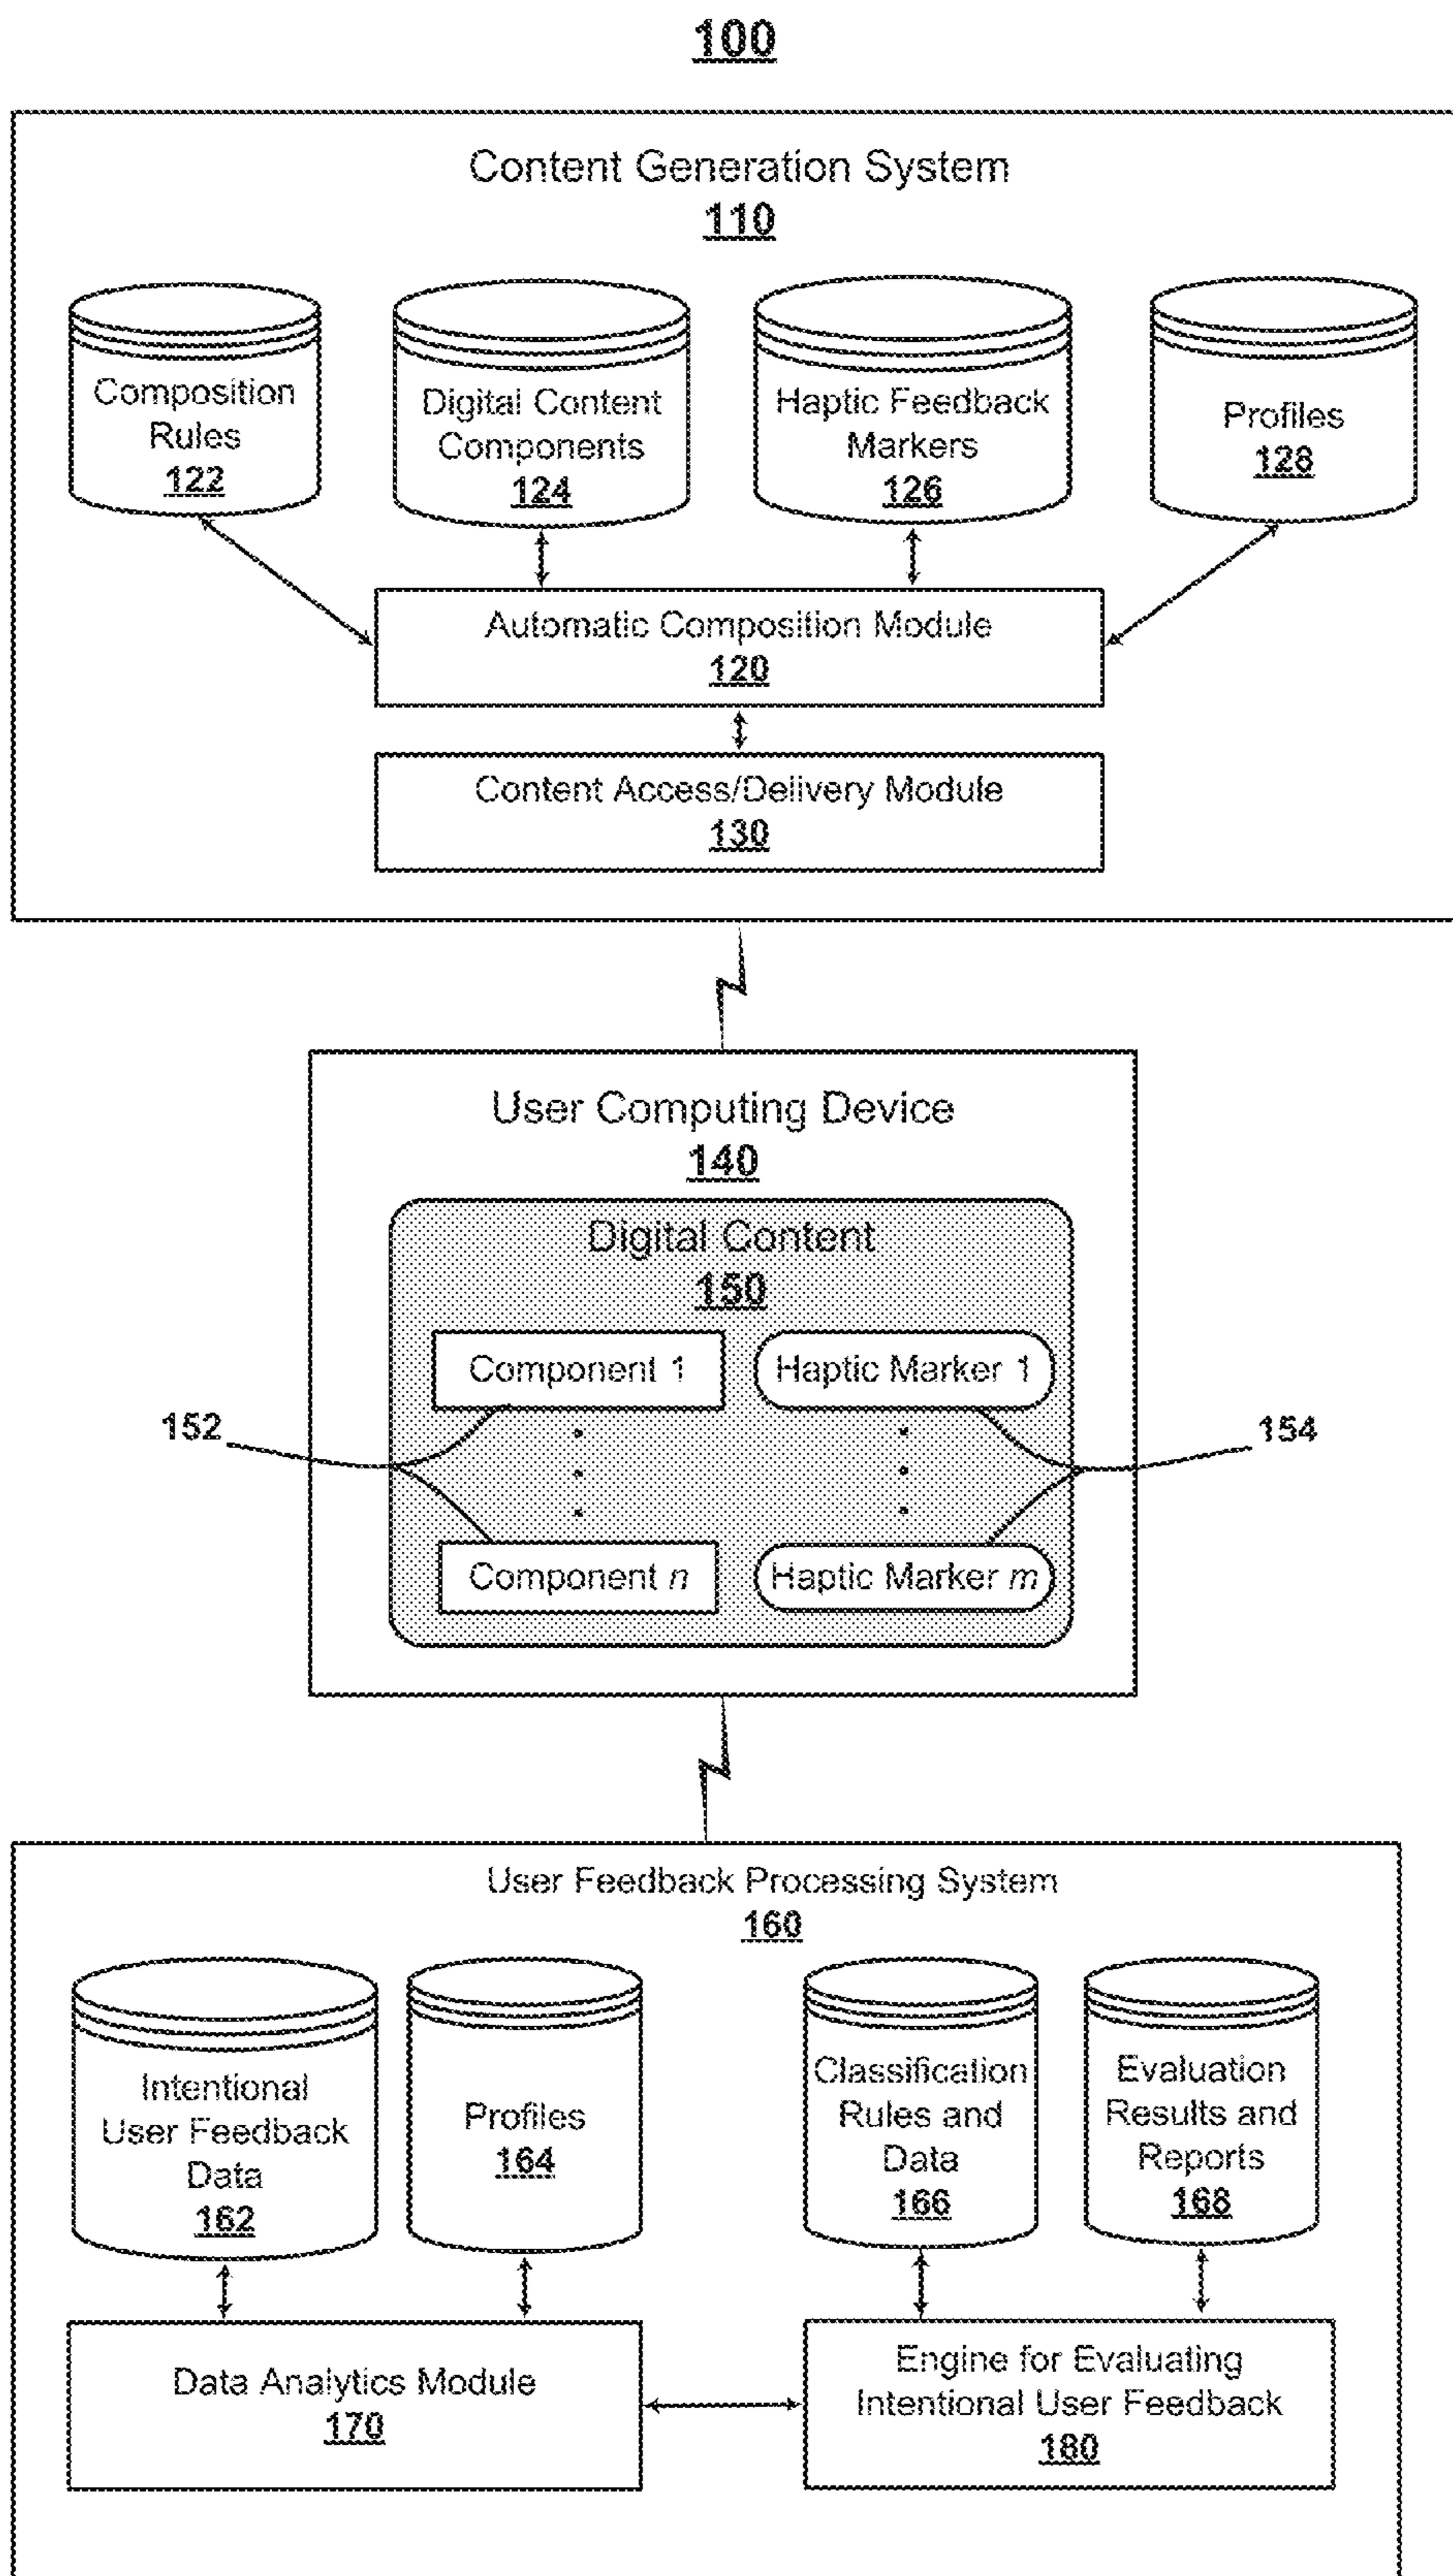 100
Content Generation System
110
Composition
Rules
122
Digital Content
Components
124
Haptic Feedback
Markers
126
Profiles
128
Automatic Composition Module
120
Content Access/Delivery Module
130
User Computing Device
140
Digital Content
150
Component 1
Haptic Marker 1
152
154
Component n
Haptic Marker m
User Feedback Processing System
160
Intentional
User Feedback
Data
162
Profiles
164
Classification
Rules and
Data
166
Evaluation
Results and
Reports
168
Data Analytics Module
170
Engine for Evaluating
Intentional User Feedback
180